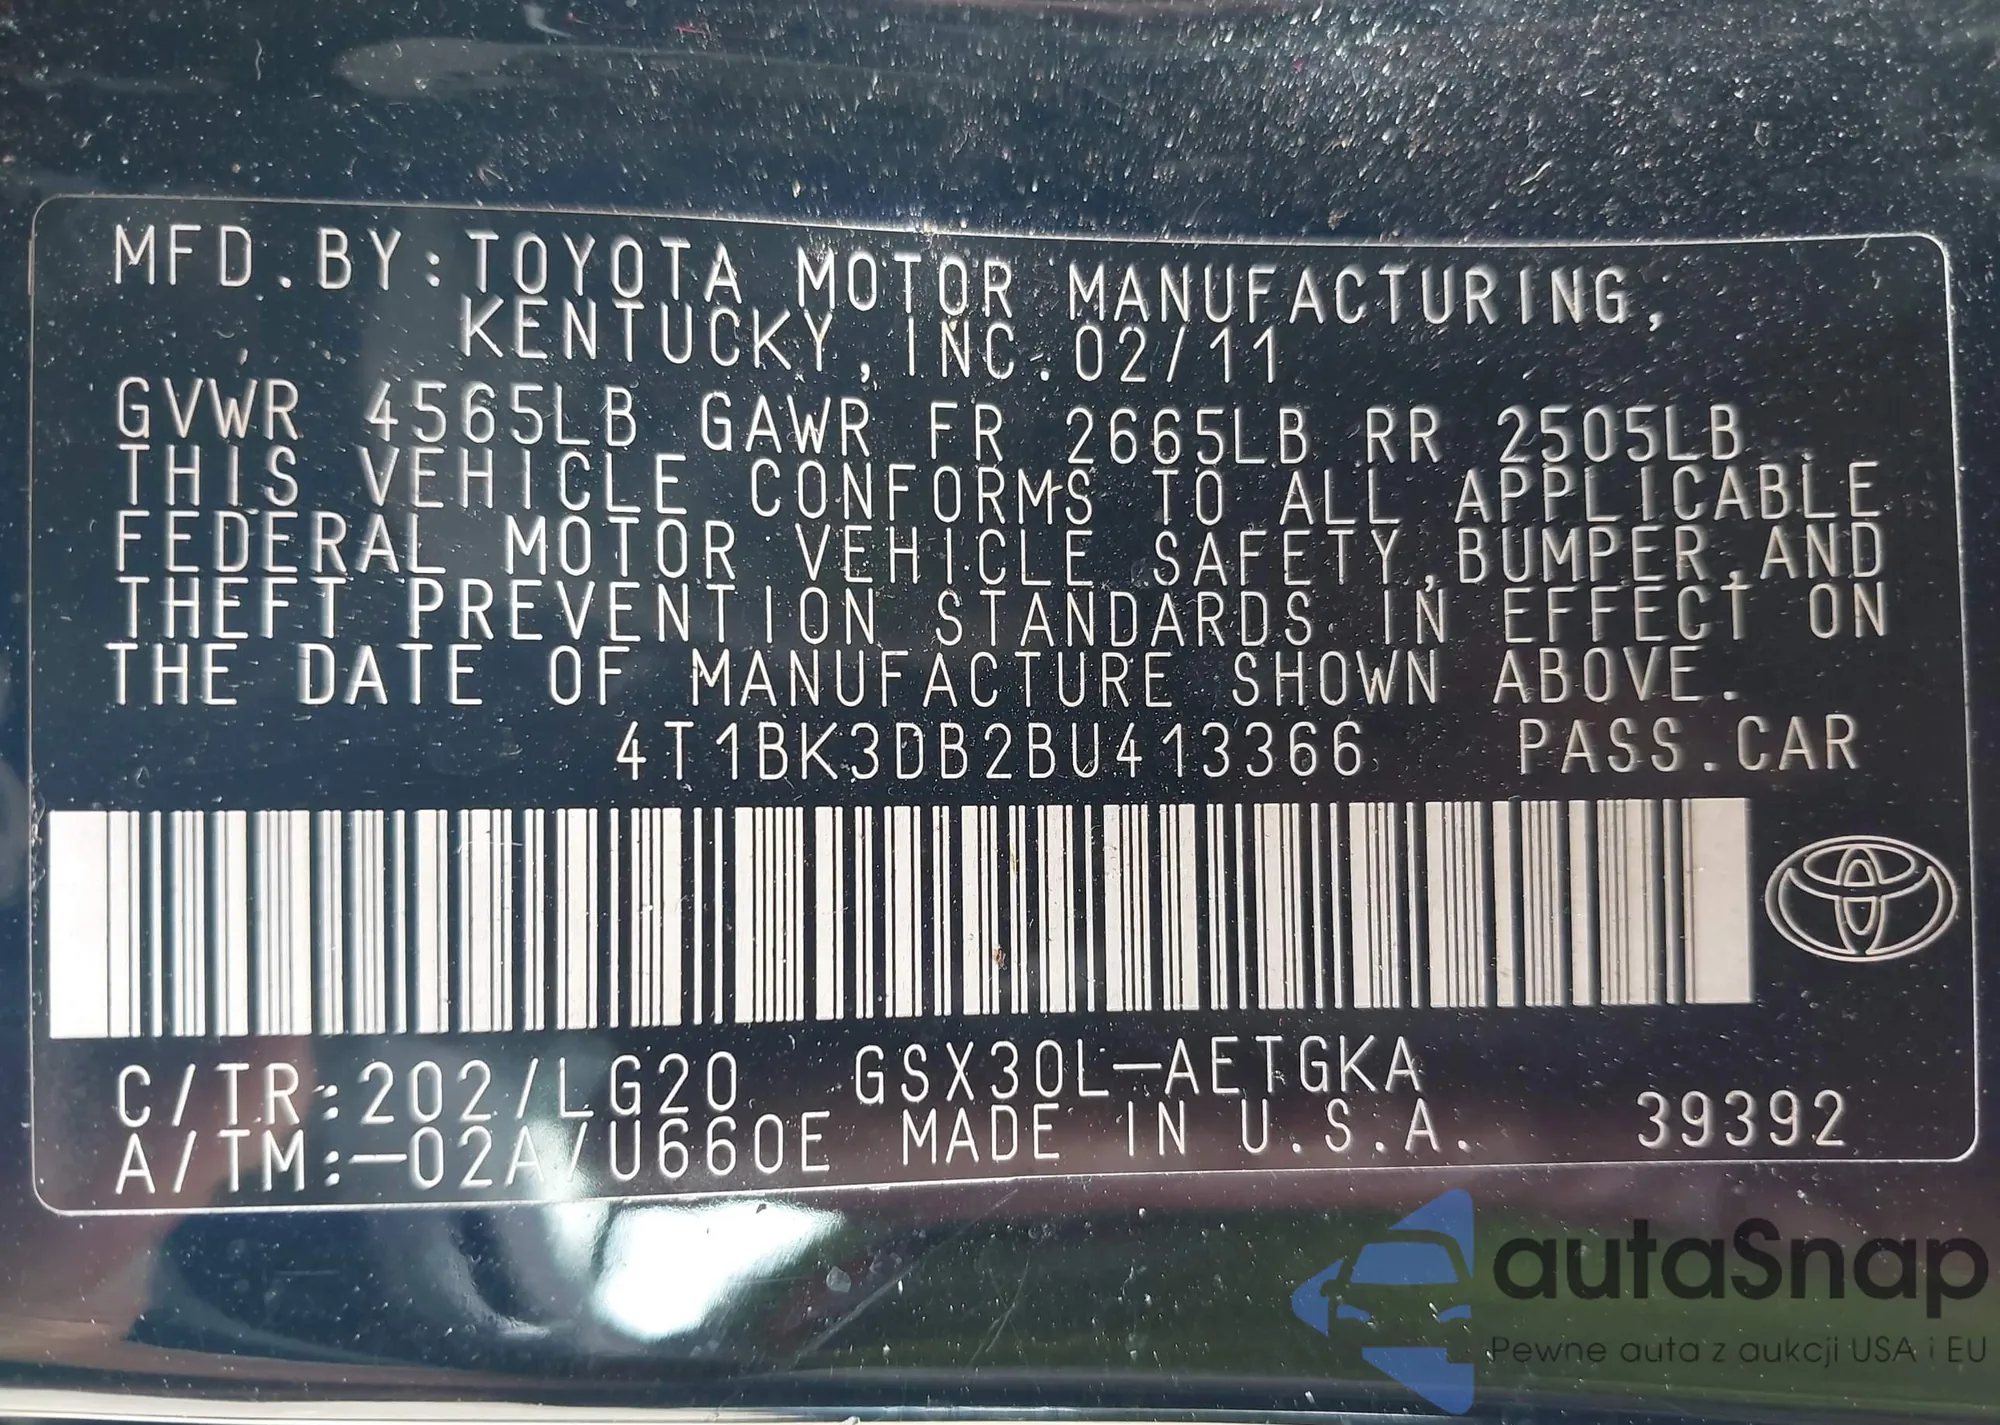 MFD.BY:TOYOTA MOTOR MANUFACTURING,
KENTUCKY,INC.02/11
GVWR 4565LB GAWR FR 2665LB RR 2505LB
THIS VEHICLE CONFORMS TO ALL APPLICABLE
FEDERAL MOTOR VEHICLE SAFETY,BUMPER,AND
THEFT PREVENTION STANDARDS IN EFFECT ON
THE DATE OF MANUFACTURE SHOWN ABOVE.
4T1BK3DB2BU413366 PASS.CAR
C/TR:202/LG20 GSX30L-AETGKA
A/TM:-02A/U660E MADE IN U.S.A. 39392
autaSnap
Pewne auta z aukcji USA i EU